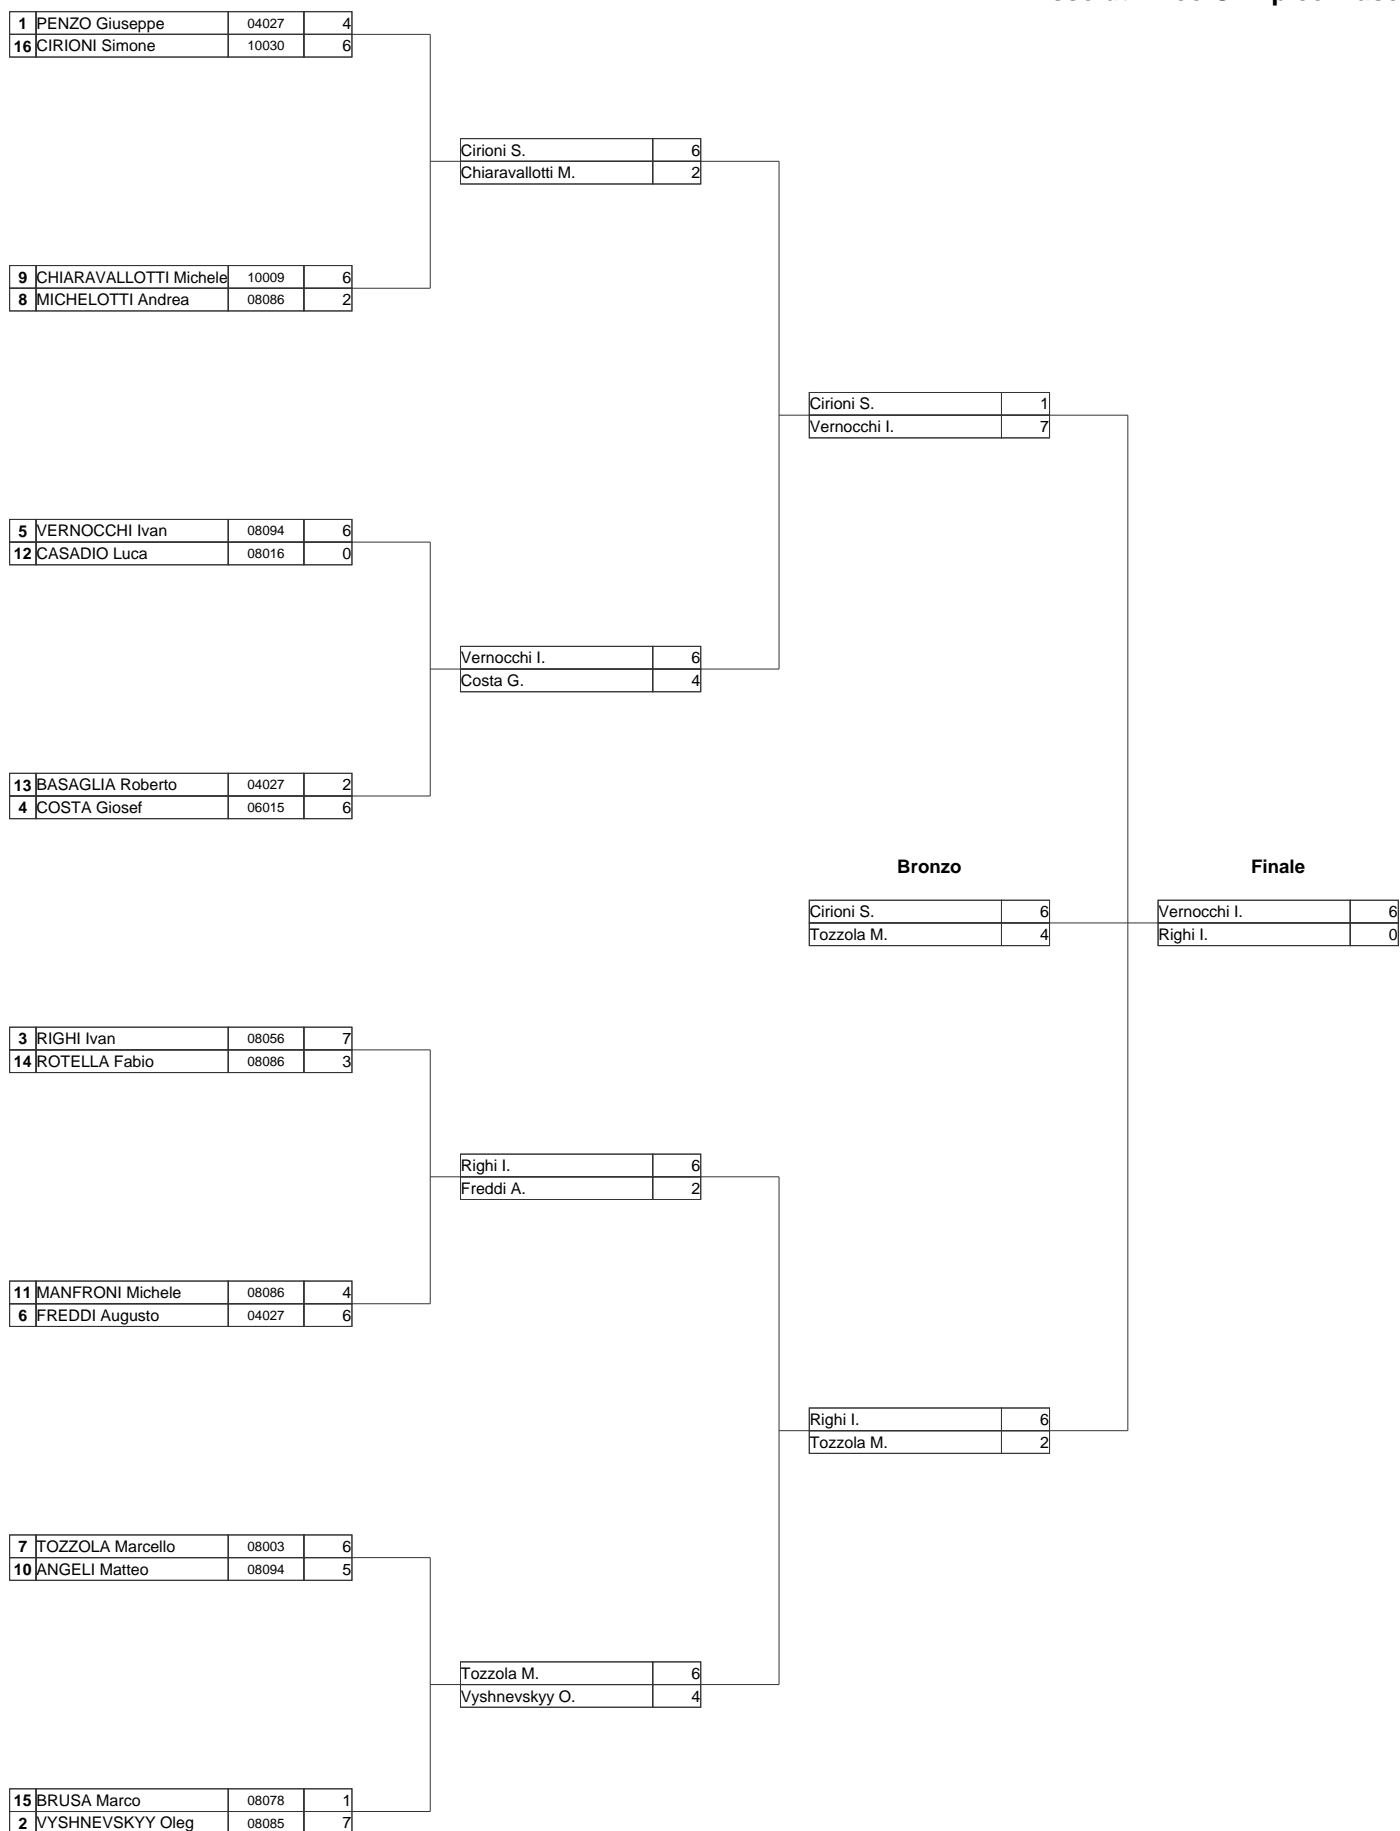 1 PENZO Giuseppe 04027 4
16 CIRIONI Simone 10030 6
Cirioni S. 6
Chiaravallotti M. 2
9 CHIARAVALLOTTI Michele 10009 6
8 MICHELOTTI Andrea 08086 2
Cirioni S. 1
Vernocchi I. 7
5 VERNOCCHI Ivan 08094 6
12 CASADIO Luca 08016 0
Vernocchi I. 6
Costa G. 4
13 BASAGLIA Roberto 04027 2
4 COSTA Giosef 06015 6
Bronzo Finale
Cirioni S. 6 Vernocchi I. 6
Tozzola M. 4 Righi I. 0
3 RIGHI Ivan 08056 7
14 ROTELLA Fabio 08086 3
Righi I. 6
Freddi A. 2
11 MANFRONI Michele 08086 4
6 FREDDI Augusto 04027 6
Righi I. 6
Tozzola M. 2
7 TOZZOLA Marcello 08003 6
10 ANGELI Matteo 08094 5
Tozzola M. 6
Vyshnevskyy O. 4
15 BRUSA Marco 08078 1
2 VYSHNEVSKYY Oleg 08085 7